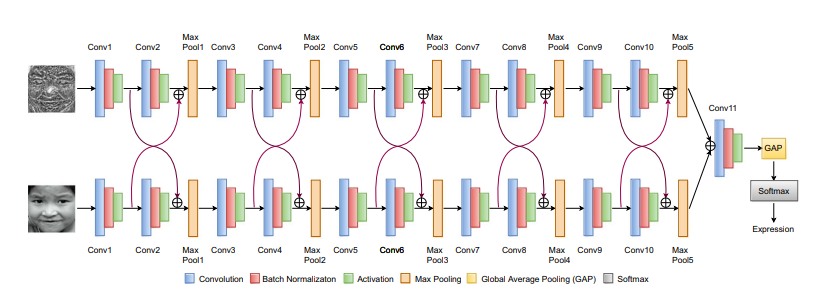 Conv1 Conv2 Max Pool1 Conv3 Conv4 Max Pool2 Conv5 Conv6 Max Pool3 Conv7 Conv8 Max Pool4 Conv9 Conv10 Max Pool5
Conv11
GAP
Softmax
Expression
Conv1 Conv2 Max Pool1 Conv3 Conv4 Max Pool2 Conv5 Conv6 Max Pool3 Conv7 Conv8 Max Pool4 Conv9 Conv10 Max Pool5
Convolution Batch Normalizaton Activation Max Pooling Global Average Pooling (GAP) Softmax